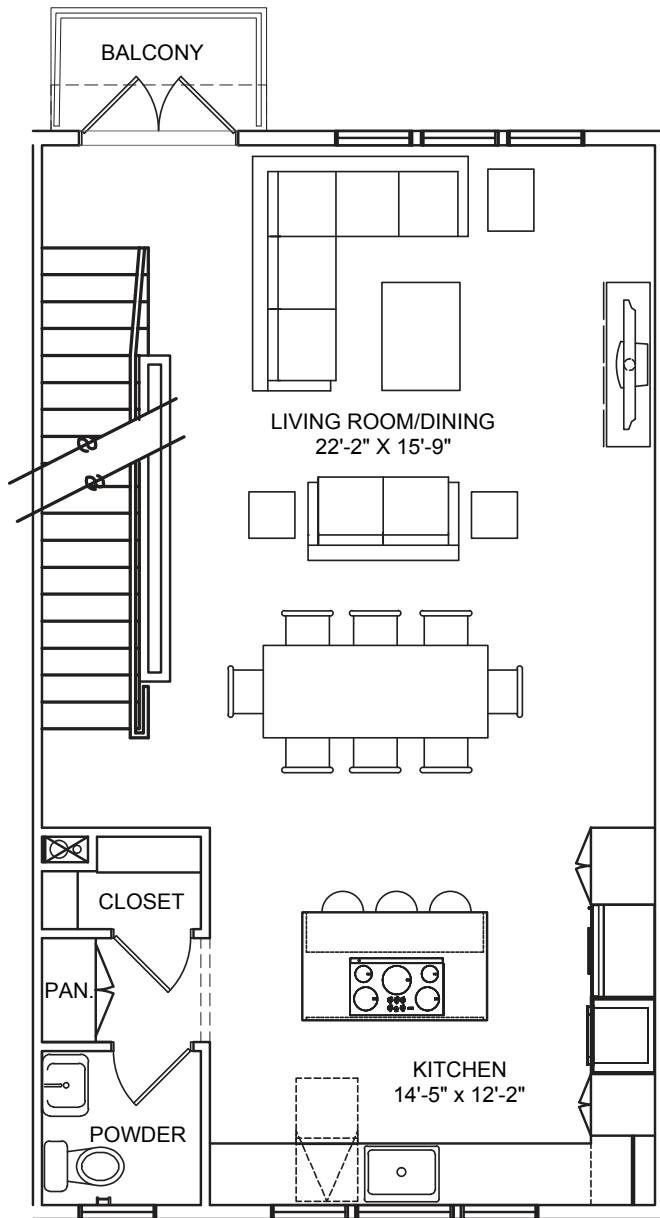 BALCONY
LIVING ROOM/DINING
22'-2" X 15'-9"
CLOSET
PAN.
KITCHEN
14'-5" x 12'-2"
POWDER